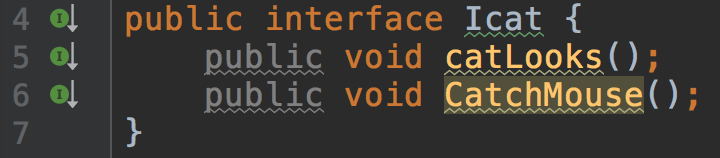 4 public interface Icat {
5 public void catLooks();
6 public void CatchMouse();
7 }